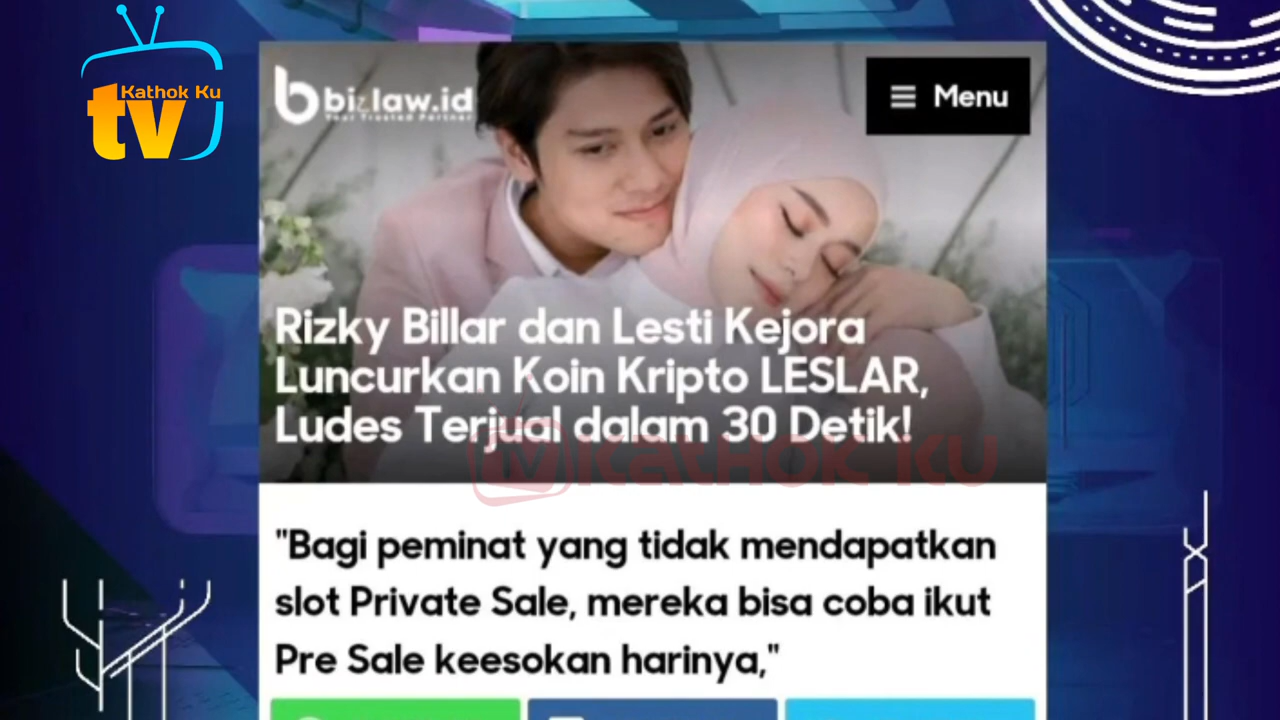 Kathok Ku
tv
bizlaw.id
Your Trusted Partner
Menu
Rizky Billar dan Lesti Kejora
Luncurkan Koin Kripto LESLAR,
Ludes Terjual dalam 30 Detik!
TV KATHOK KU
"Bagi peminat yang tidak mendapatkan
slot Private Sale, mereka bisa coba ikut
Pre Sale keesokan harinya,"